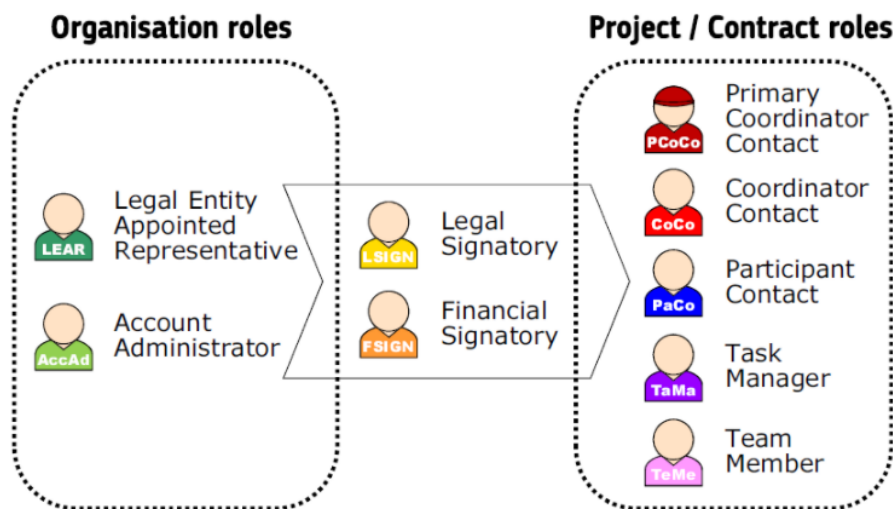 Organisation roles
Project / Contract roles
LEAR
Legal Entity
Appointed
Representative
AccAd
Account
Administrator
LSIGN
Legal
Signatory
FSIGN
Financial
Signatory
PCoCo
Primary
Coordinator
Contact
CoCo
Coordinator
Contact
PaCo
Participant
Contact
TaMa
Task
Manager
TeMe
Team
Member